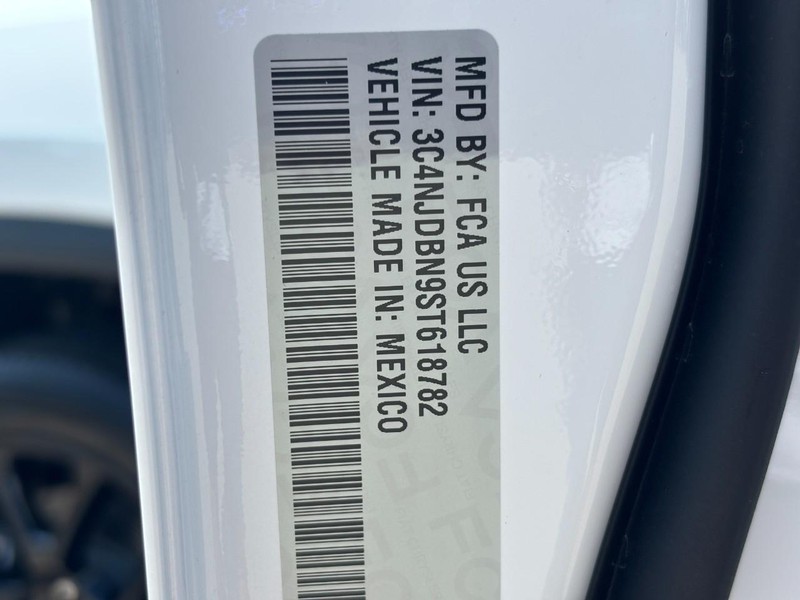 MFD BY: FCA US LLC
VIN: 3C4NJDBN9ST618782
VEHICLE MADE IN: MEXICO